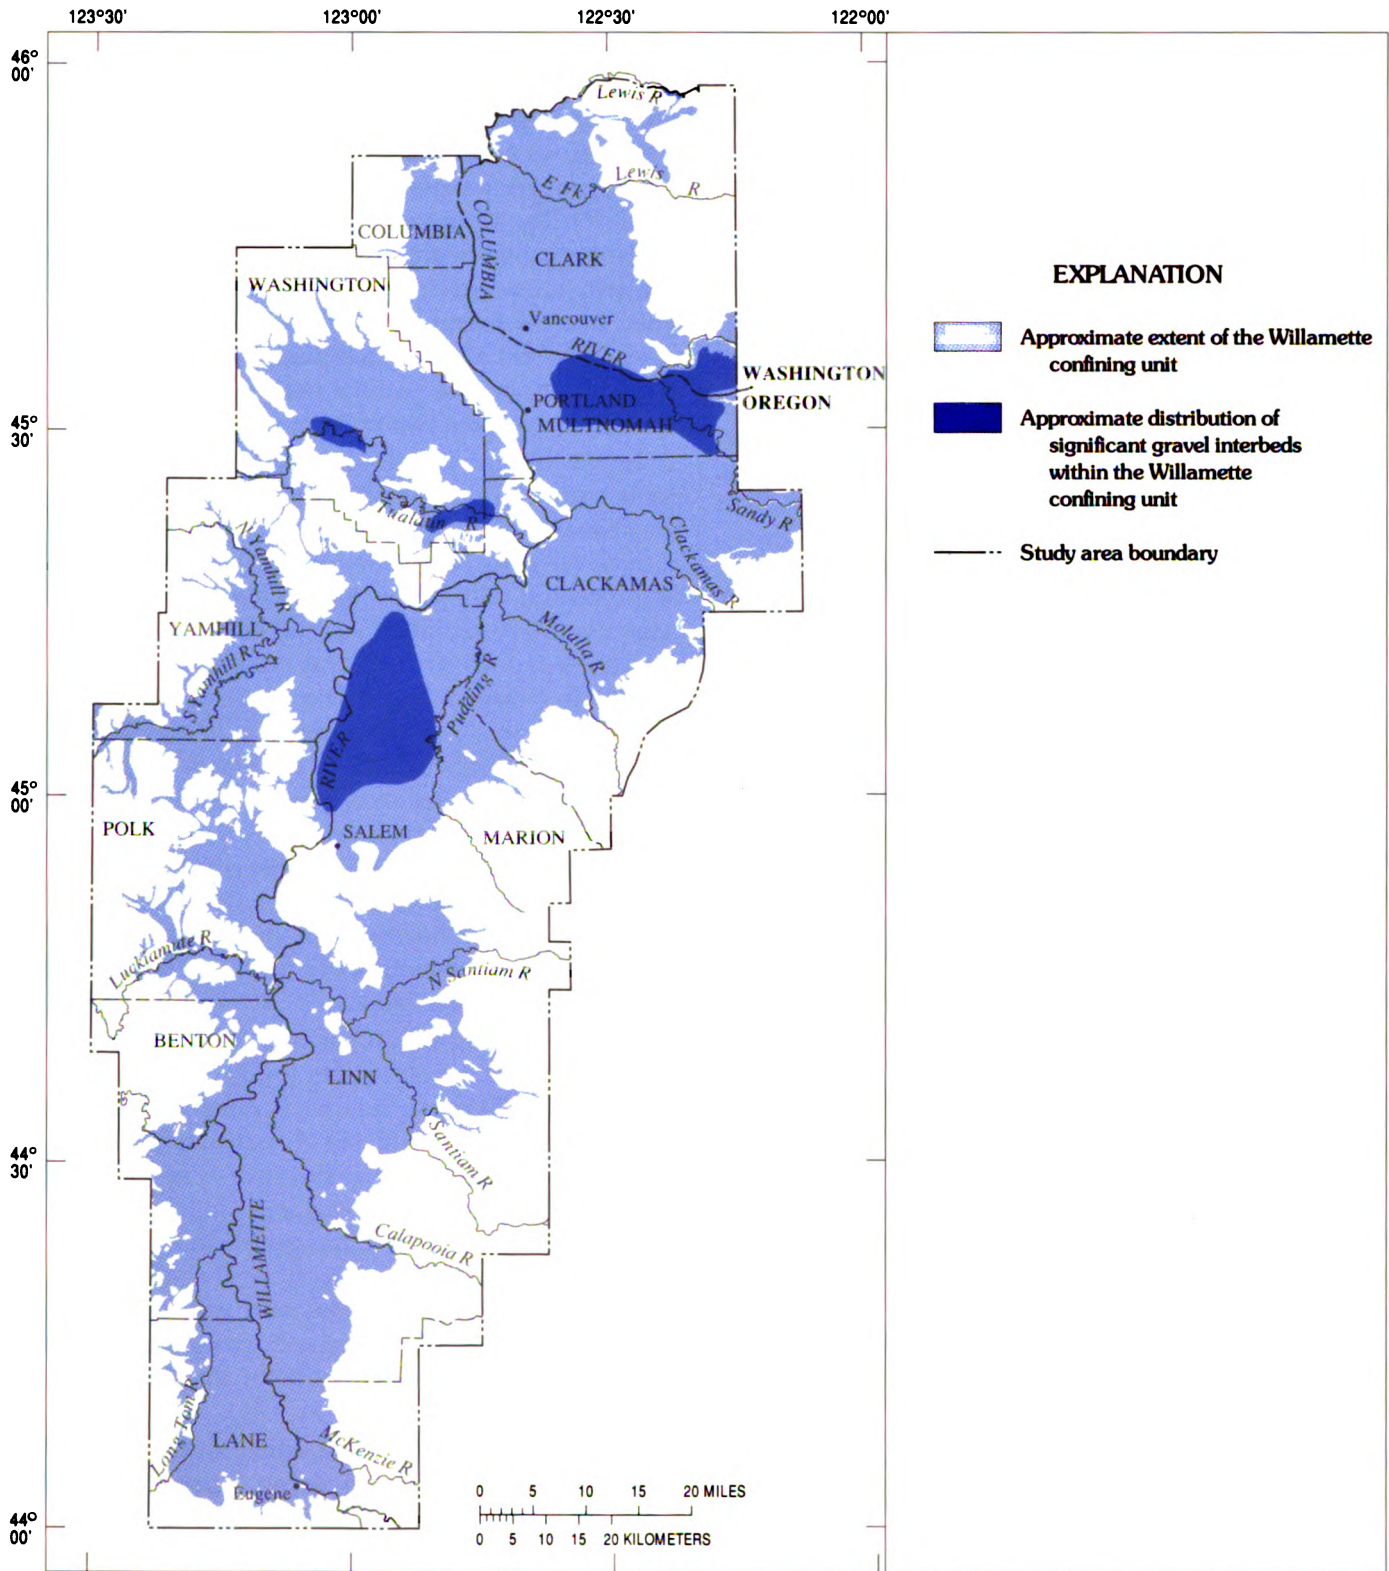 123°30' 123°00' 122°30' 122°00'
46°
00'
Lewis R
E Fk Lewis R
COLUMBIA
COLUMBIA
CLARK
WASHINGTON
Vancouver
RIVER
WASHINGTON
OREGON
PORTLAND
MULTNOMAH
45°
30'
Tualatin R
Sandy R
Clackamas R
N Yamhill R
CLACKAMAS
YAMHILL
Molalla R
S Yamhill R
Pudding R
RIVER
45°
00'
POLK
SALEM
MARION
Luckiamute R
N Santiam R
BENTON
LINN
S Santiam R
44°
30'
WILLAMETTE
Calapooia R
Long Tom R
LANE
McKenzie R
Eugene
44°
00'
0 5 10 15 20 MILES
0 5 10 15 20 KILOMETERS
EXPLANATION
Approximate extent of the Willamette
confining unit
Approximate distribution of
significant gravel interbeds
within the Willamette
confining unit
Study area boundary